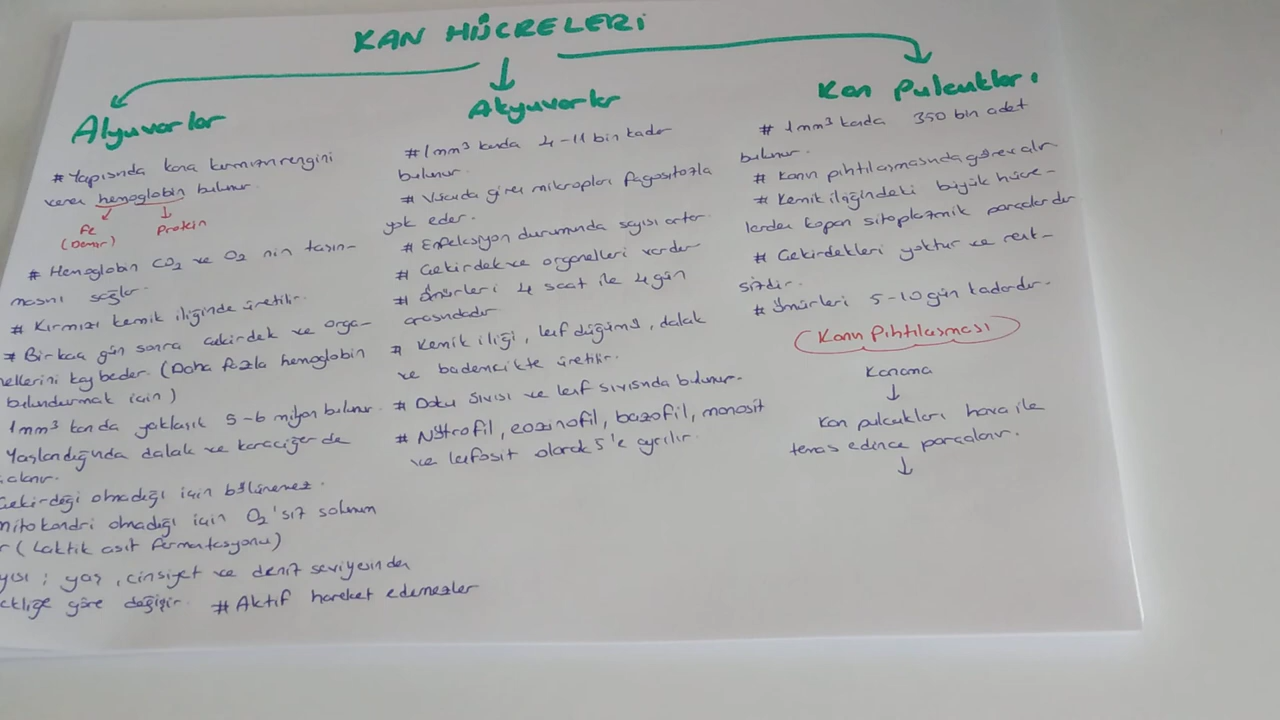 KAN HÜCRELERİ
Alyuvarlar
# Yapısında kana kırmızı rengini
veren hemoglobin bulunur.
Fe
(Demir)
Protein
# Hemoglobin CO₂ ve O₂ nin taşın-
masını sağlar.
# Kırmızı kemik iliğinde üretilir.
# Birkaç gün sonra çekirdek ve orga-
nellerini kaybeder. (Daha fazla hemoglobin
bulundurmak için)
1mm³ kanda yaklaşık 5-6 milyon bulunur.
Yaşlandığında dalak ve karaciğer de
Çekirdeği olmadığı için bölünemez.
Mitokondri olmadığı için O₂'siz solunum
(Laktik asit fermatasyonu)
; yaş, cinsiyet ve deniz seviyesinden
göre değişir. # Aktif hareket edemezler
Akyuvarlar
# 1mm³ kanda 4-11 bin kadar
bulunur.
# Vücuda giren mikropları fagositozla
yok eder.
# Enfeksiyon durumunda sayısı artar.
# Çekirdek ve organelleri vardır
# Ömürleri 4 saat ile 4 gün
arasındadır
# Kemik iliği, lenf düğümü, dalak
ve bademcikte üretilir.
# Doku sıvısı ve lenf sıvısında bulunur.
# Nötrofil, eozinofil, bazofil, monosit
ve lenfosit olarak 5'e ayrılır.
Kan Pulcukları
# 1mm³ kanda 350 bin adet
bulunur.
# Kanın pıhtılaşmasında görev alır
# Kemik iliğindeki büyük hücre-
lerden kopan sitoplazmik parçalardır
# Çekirdekleri yoktur ve renk-
sizdir.
# Ömürleri 5-10 gün kadardır.
Kanın Pıhtılaşması
Kanama
Kan pulcukları hava ile
temas edince parçalanır.